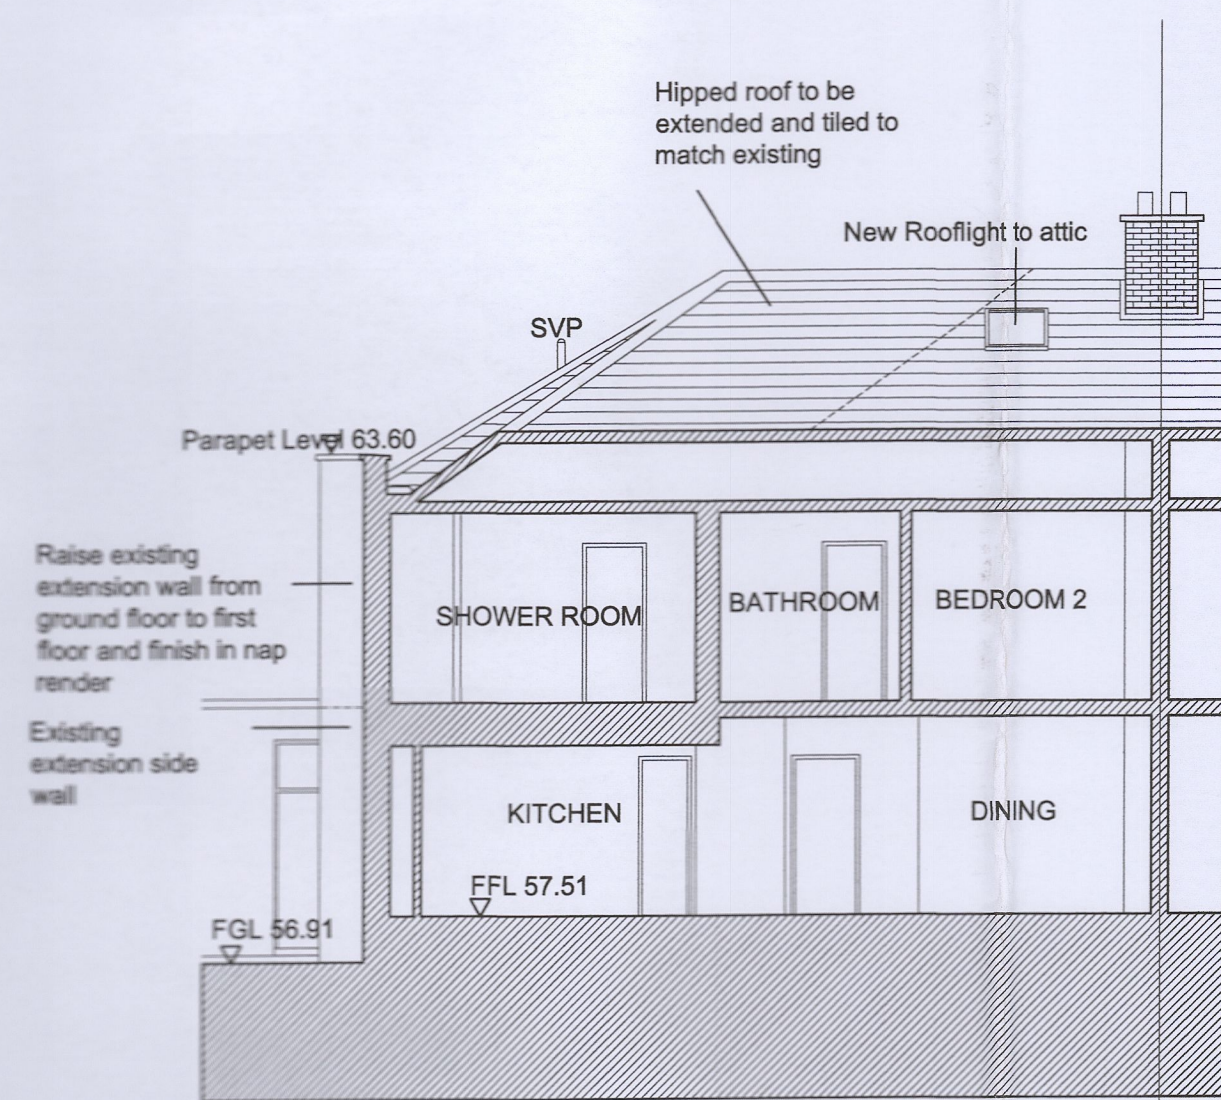 Hipped roof to be
extended and tiled to
match existing
New Rooflight to attic
SVP
Parapet Level 63.60
Raise existing
extension wall from
ground floor to first
floor and finish in nap
render
SHOWER ROOM
BATHROOM
BEDROOM 2
Existing
extension side
wall
KITCHEN
DINING
FFL 57.51
FGL 56.91